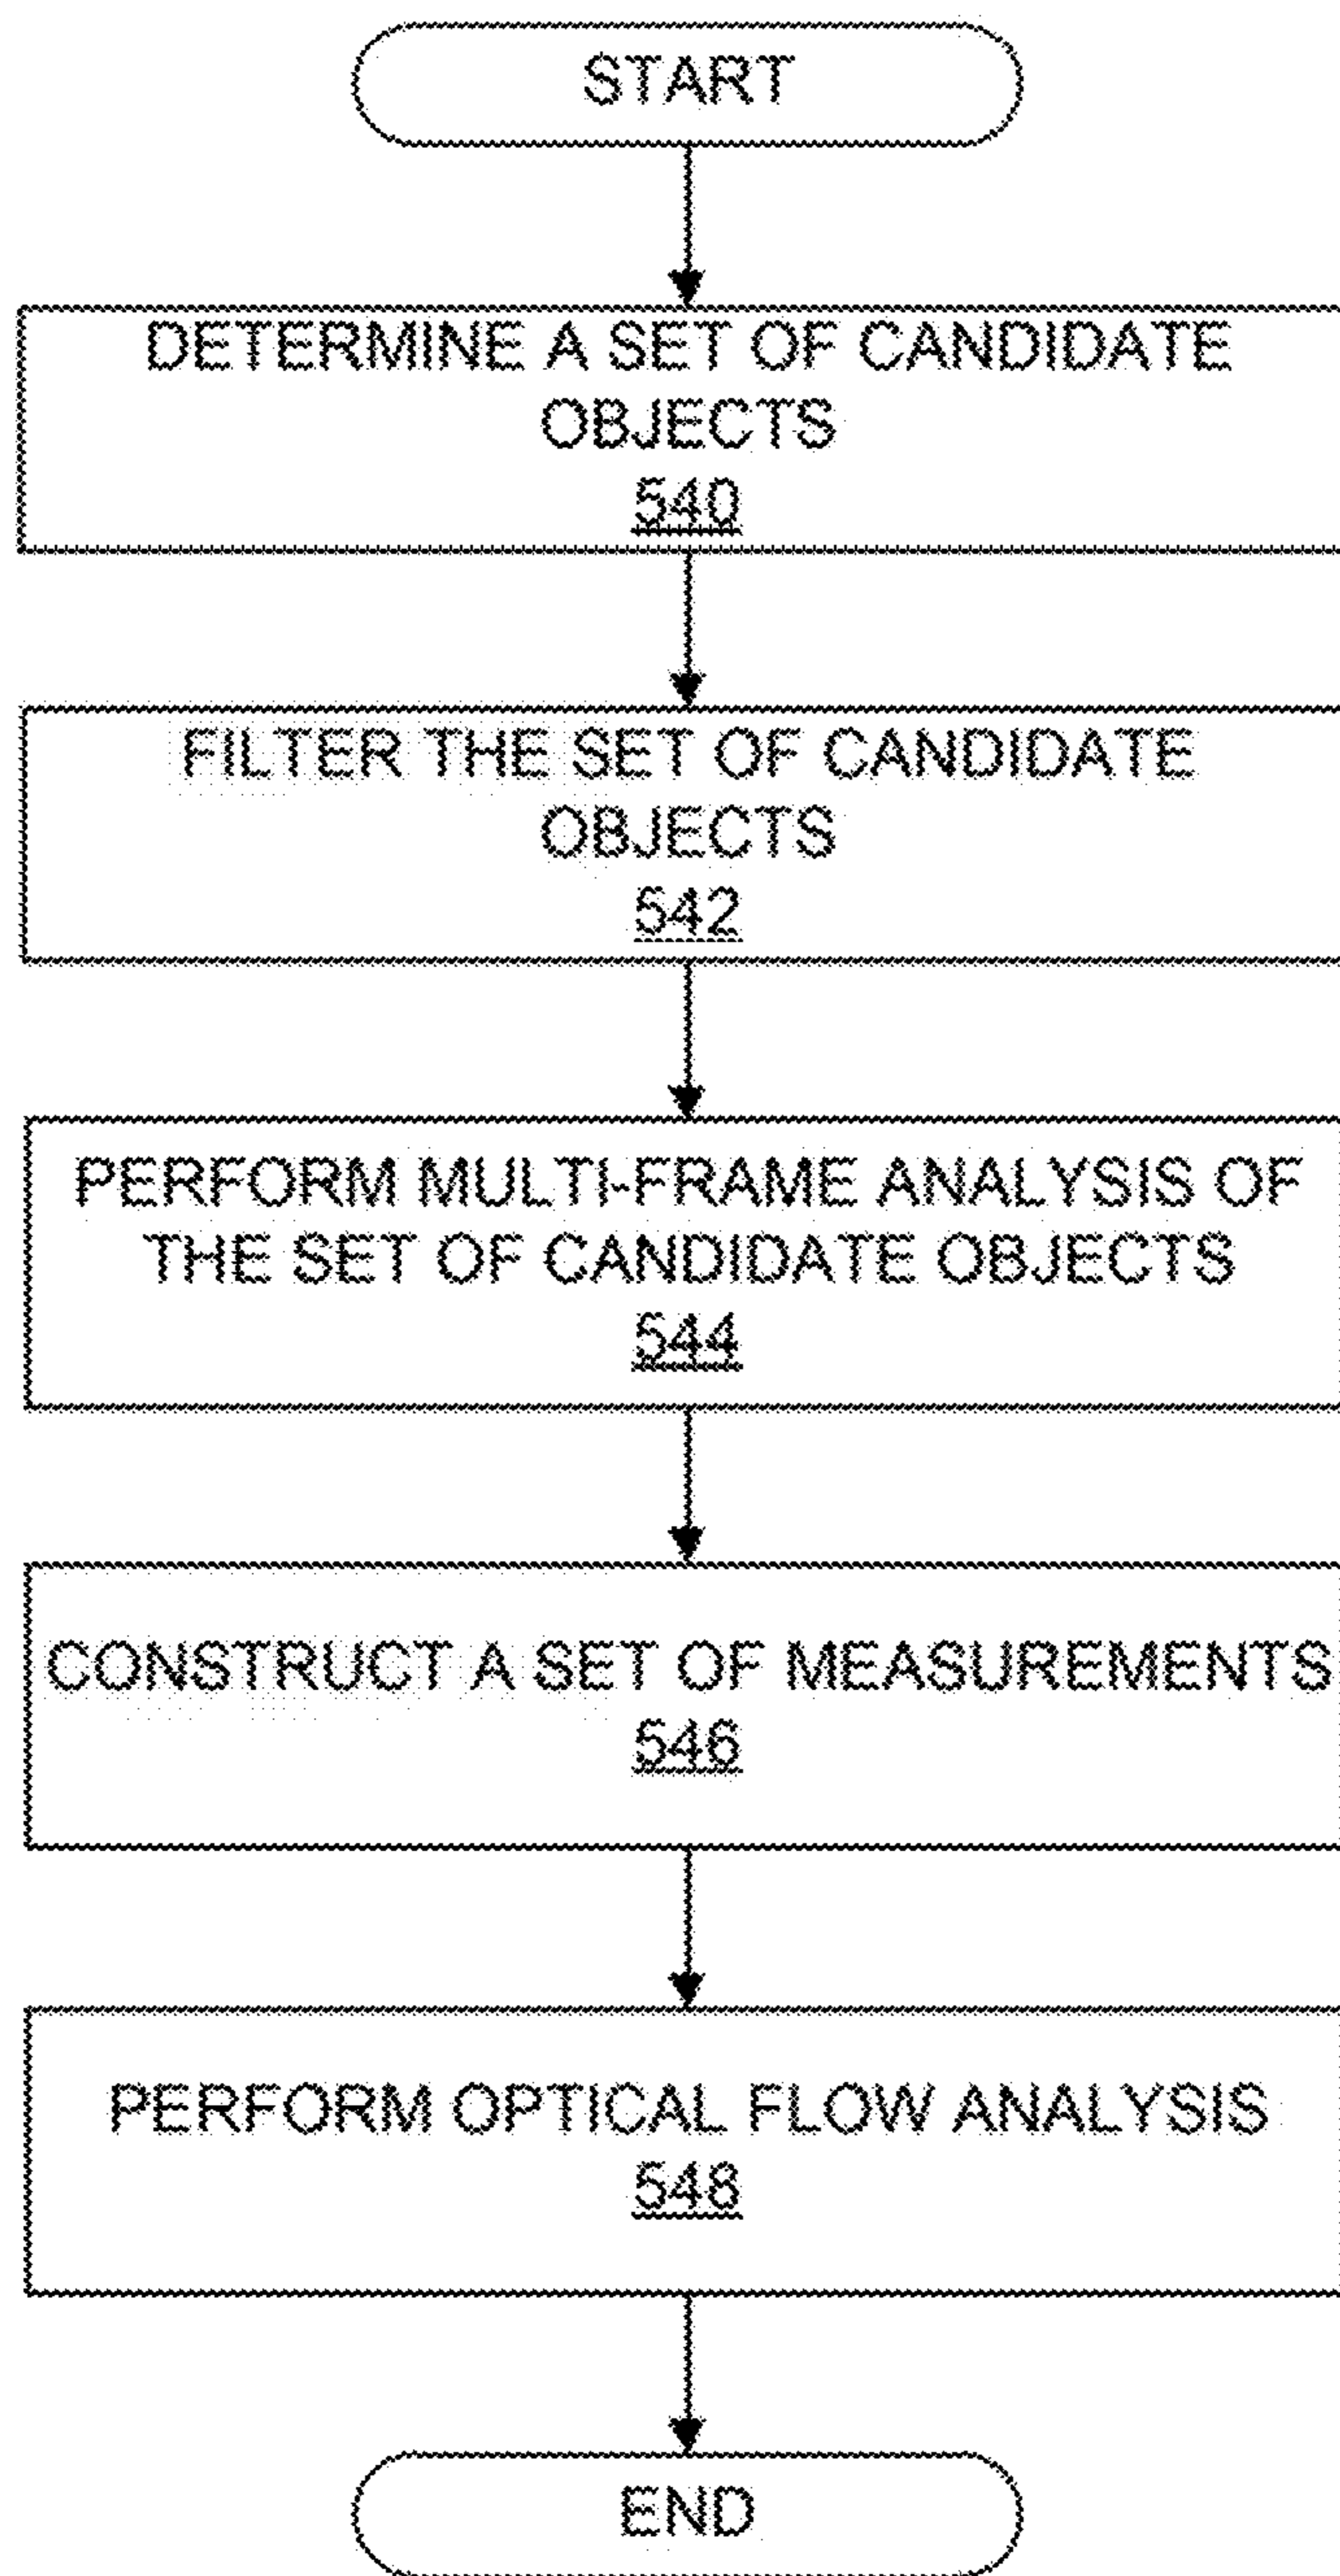 START
DETERMINE A SET OF CANDIDATE
OBJECTS
540
FILTER THE SET OF CANDIDATE
OBJECTS
542
PERFORM MULTI-FRAME ANALYSIS OF
THE SET OF CANDIDATE OBJECTS
544
CONSTRUCT A SET OF MEASUREMENTS
546
PERFORM OPTICAL FLOW ANALYSIS
548
END